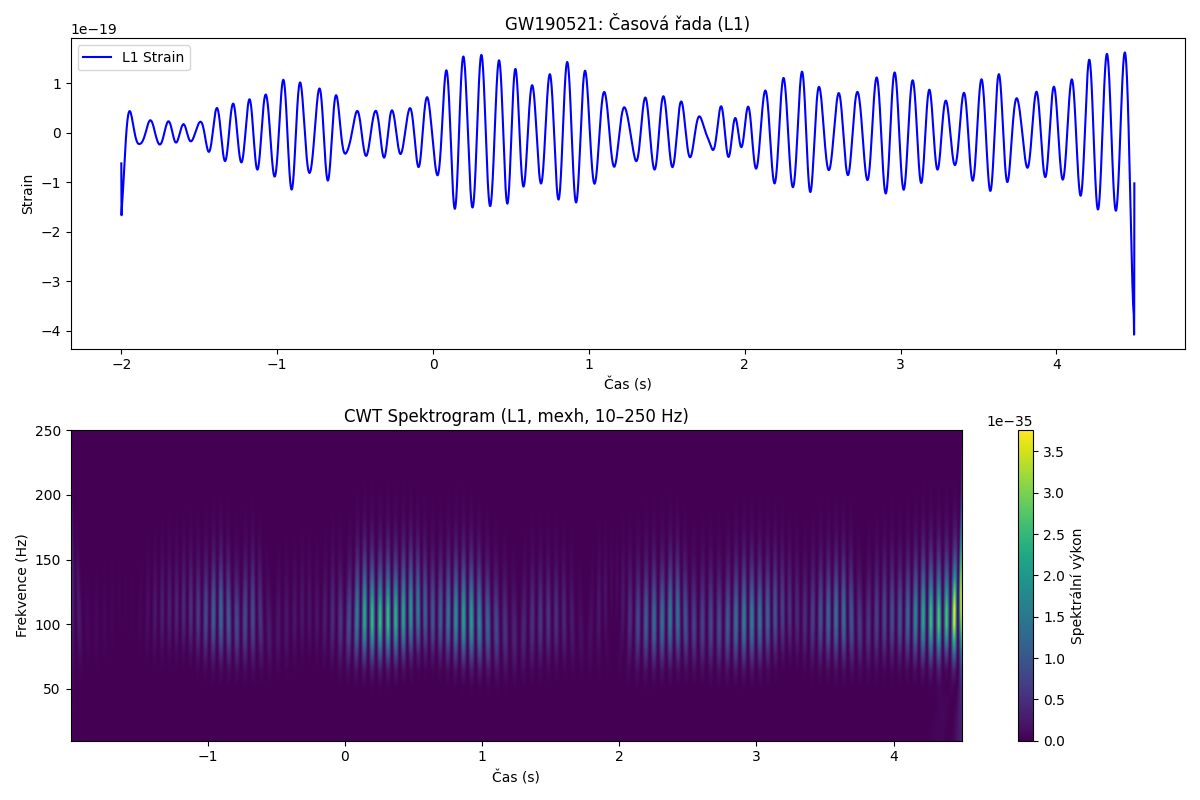 GW190521: Časová řada (L1)
1e−19
L1 Strain
1
0
−1
−2
−3
−4
Strain
−2 −1 0 1 2 3 4
Čas (s)
CWT Spektrogram (L1, mexh, 10–250 Hz)
1e−35
250
200
150
100
50
Frekvence (Hz)
−1 0 1 2 3 4
Čas (s)
3.5
3.0
2.5
2.0
1.5
1.0
0.5
0.0
Spektrální výkon